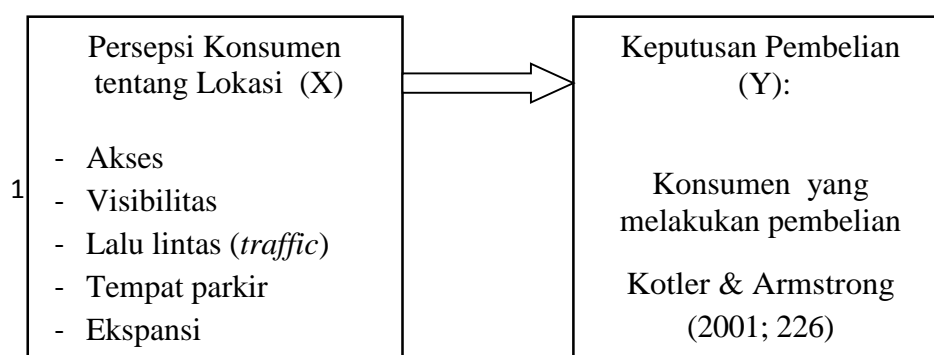 Persepsi Konsumen
tentang Lokasi (X)
- Akses
- Visibilitas
- Lalu lintas (traffic)
- Tempat parkir
- Ekspansi
1
Keputusan Pembelian
(Y):
Konsumen yang
melakukan pembelian
Kotler & Armstrong
(2001; 226)